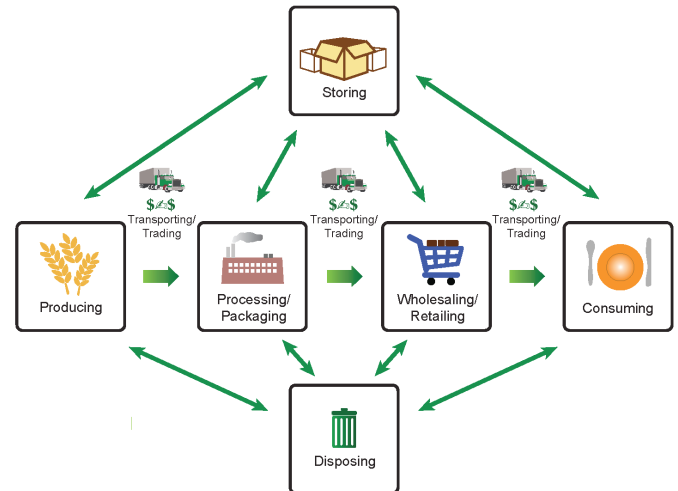 Storing
$✍$
Transporting/
Trading
$✍$
Transporting/
Trading
$✍$
Transporting/
Trading
Producing
Processing/
Packaging
Wholesaling/
Retailing
Consuming
Disposing